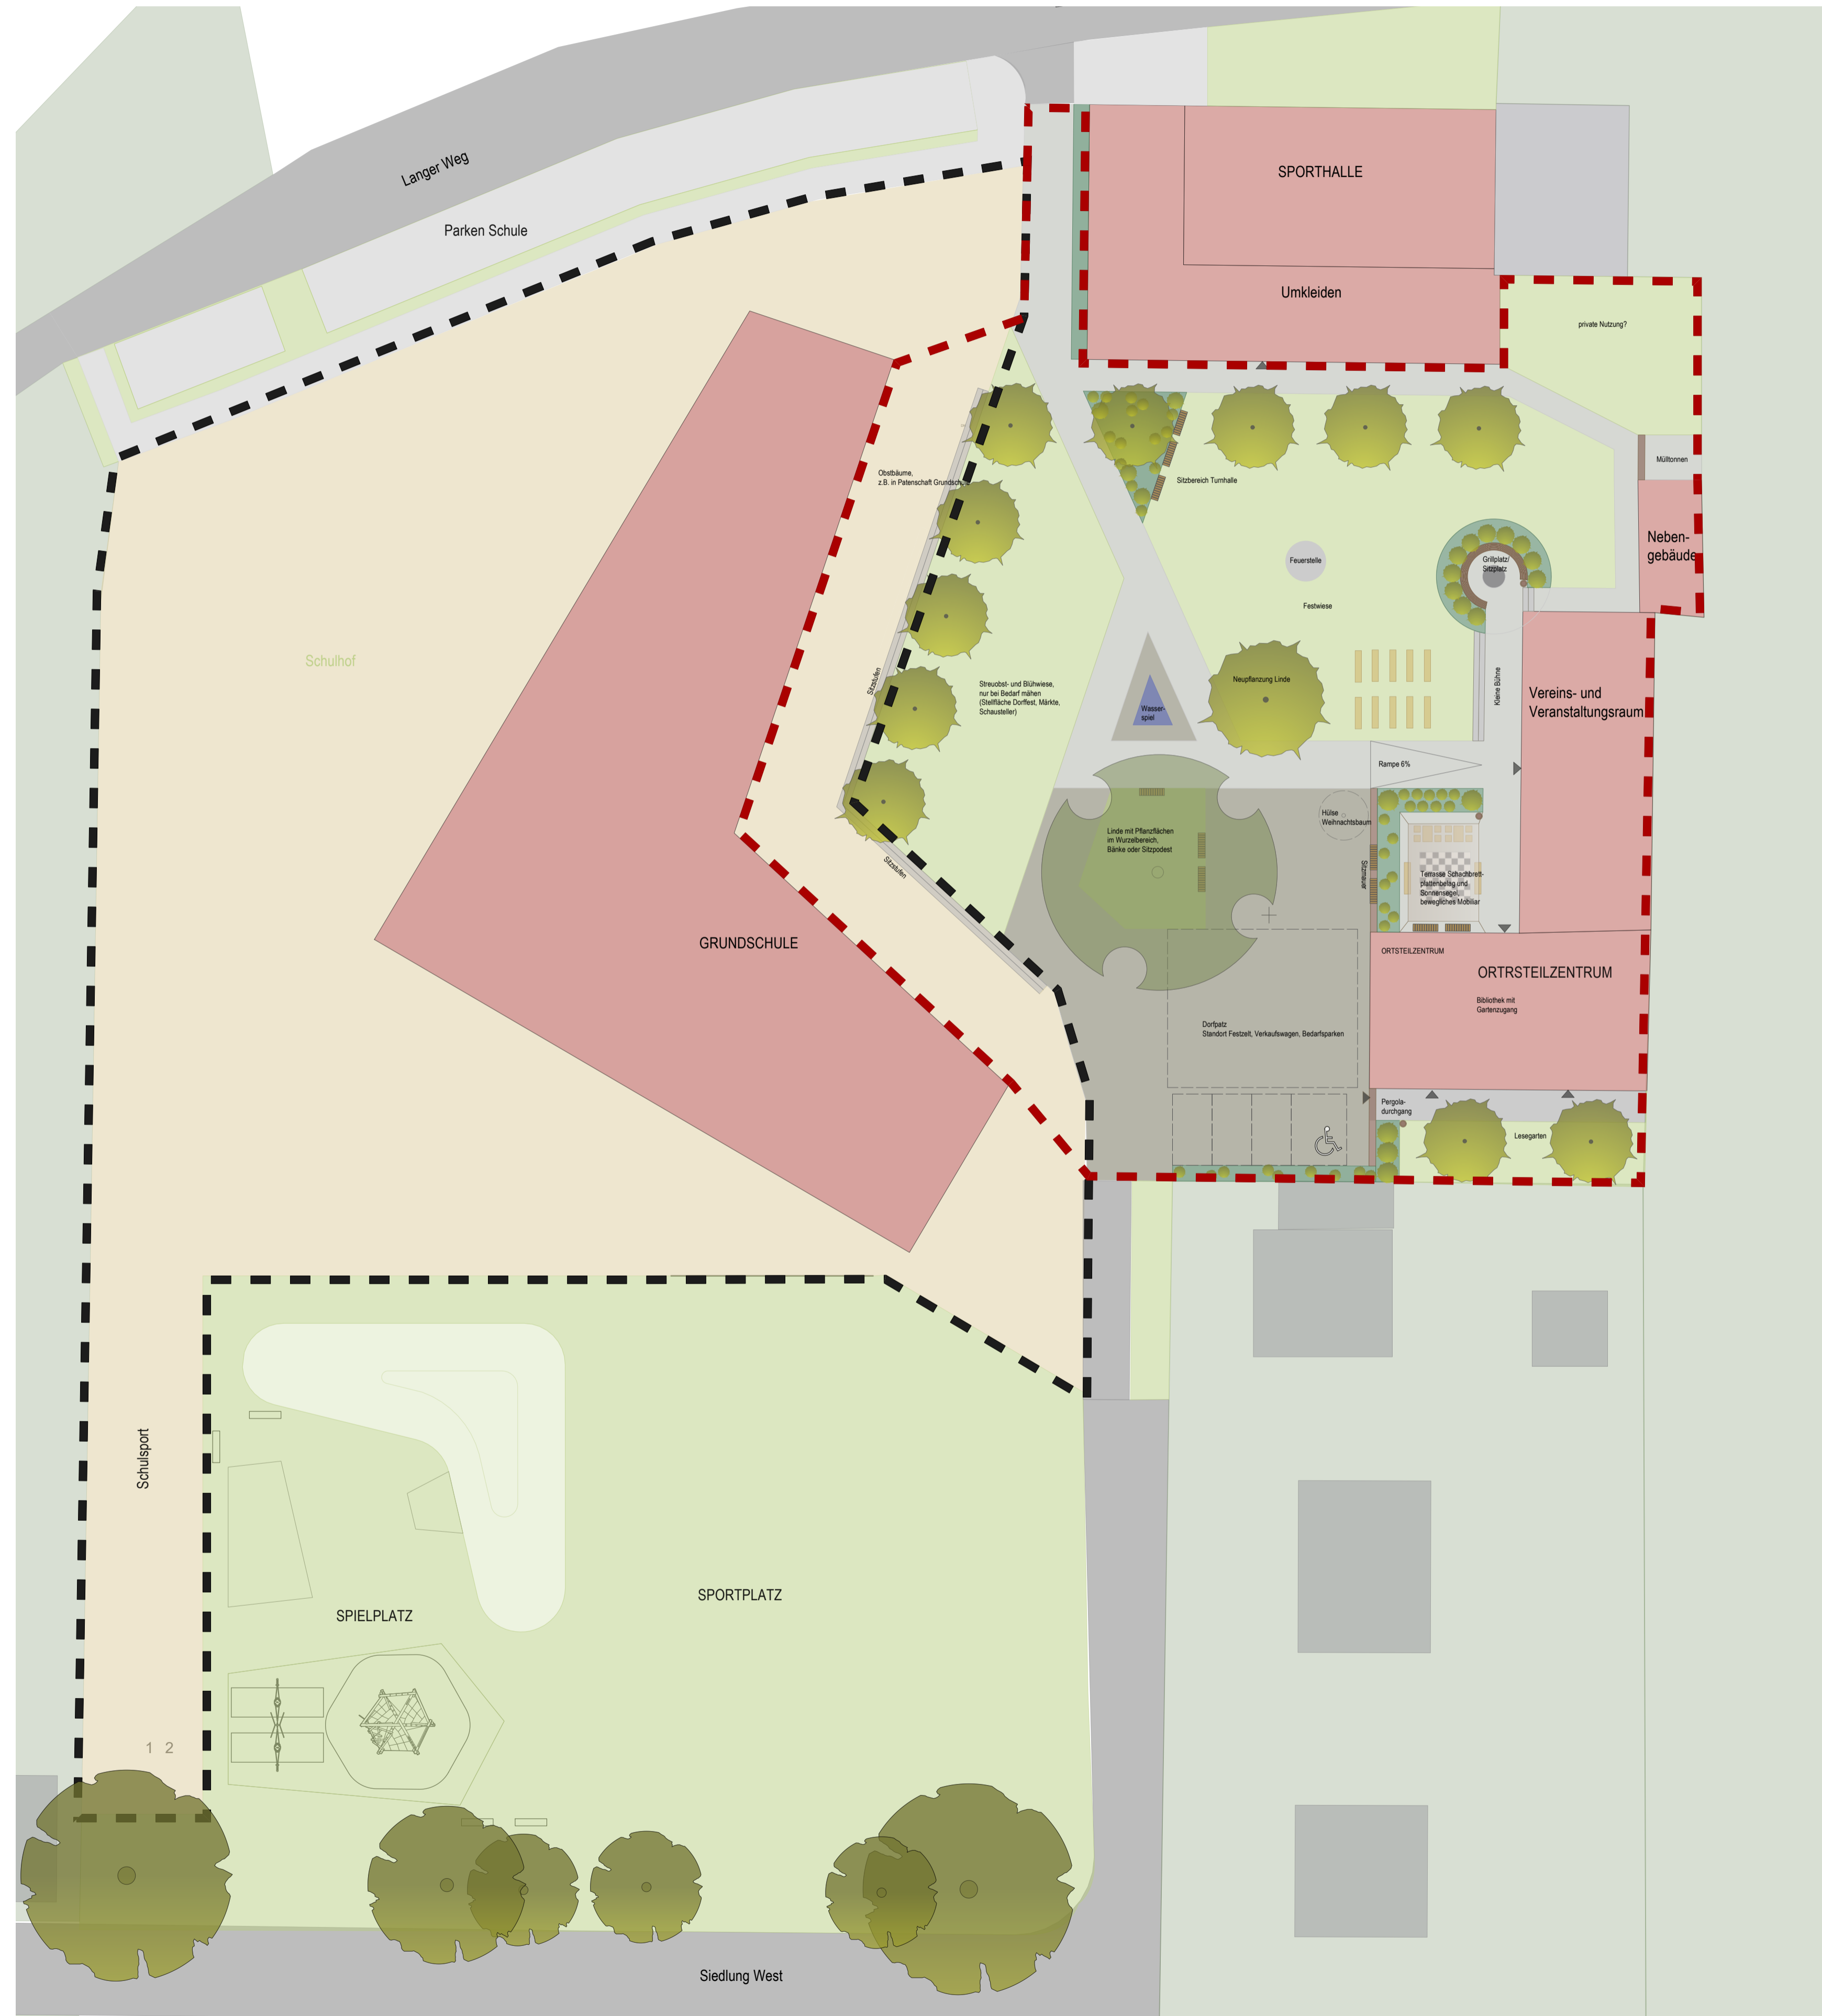 Langer Weg
Parken Schule
SPORTHALLE
Umkleiden
private Nutzung?
Mülltonnen
Neben-
gebäude
Obstbäume,
z.B. in Patenschaft Grundschule
Sitzbereich Turnhalle
Feuerstelle
Grillplatz/
Sitzplatz
Festwiese
Schulhof
Sitzstufen
Streuobst- und Blühwiese,
nur bei Bedarf mähen
(Stellfläche Dorffest, Märkte,
Schausteller)
Neupflanzung Linde
Wasser-
spiel
Kleine Bühne
Vereins- und
Veranstaltungsraum
Rampe 6%
Hülse
Weihnachtsbaum
Linde mit Pflanzflächen
im Wurzelbereich,
Bänke oder Sitzpodest
Sitzstufen
Sitzmauer
Terrasse Schachbrett-
plattenbelag und
Sonnensegel,
bewegliches Mobiliar
GRUNDSCHULE
ORTSTEILZENTRUM
ORTRSTEILZENTRUM
Bibliothek mit
Gartenzugang
Dorfpatz
Standort Festzelt, Verkaufswagen, Bedarfsparken
Pergola-
durchgang
Lesegarten
Schulsport
SPORTPLATZ
SPIELPLATZ
1 2
Siedlung West